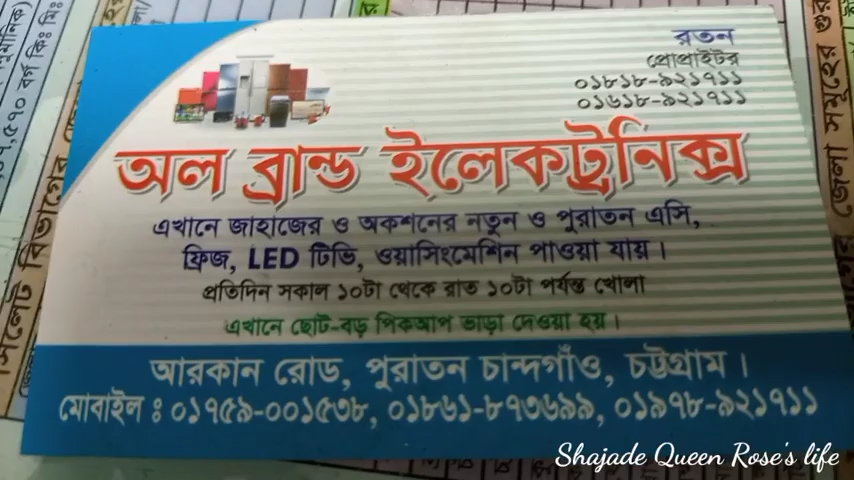 রতন
প্রোপ্রাইটর
০১৮১৮-৯২১৭১১
০১৬১৮-৯২১৭১১
অল ব্রান্ড ইলেকট্রনিক্স
এখানে জাহাজের ও অকশনের নতুন ও পুরাতন এসি,
ফ্রিজ, LED টিভি, ওয়াসিংমেশিন পাওয়া যায়।
প্রতিদিন সকাল ১০টা থেকে রাত ১০টা পর্যন্ত খোলা
এখানে ছোট-বড় পিকআপ ভাড়া দেওয়া হয়।
আরকান রোড, পুরাতন চান্দগাঁও, চট্টগ্রাম।
মোবাইল : ০১৭৫৯-০০১৫৩৮, ০১৮৬১-৮৭৩৬৯৯, ০১৯৭৮-৯২১৭১১
Shajade Queen Rose's life
সিলেট বিভাগের
জেলা সমূহের